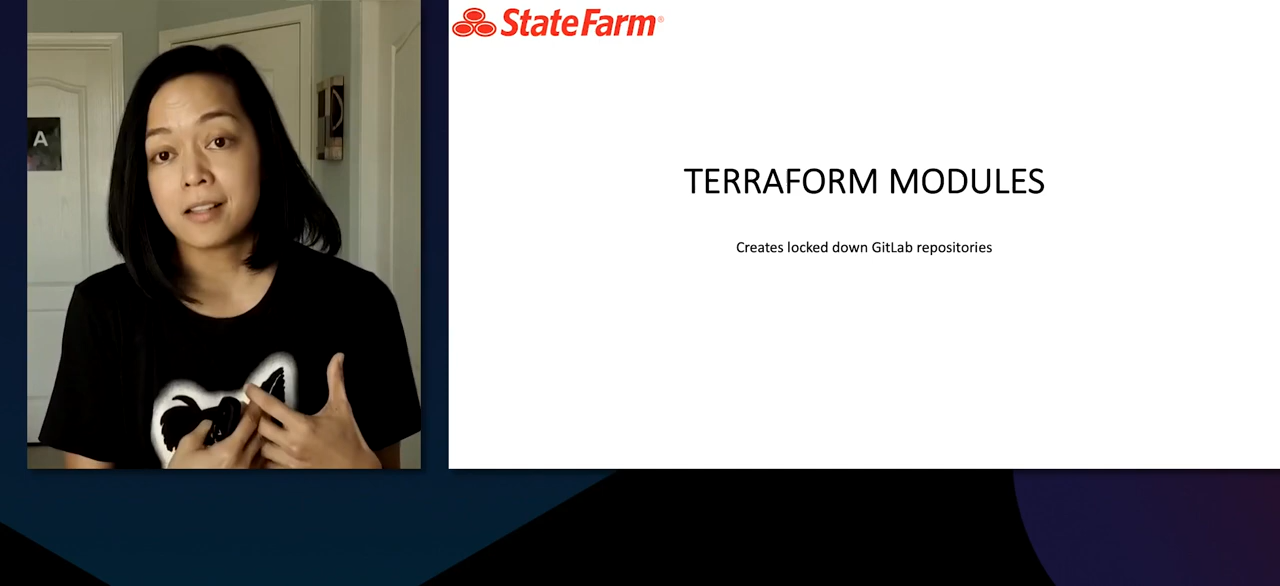 A
StateFarm®
TERRAFORM MODULES
Creates locked down GitLab repositories